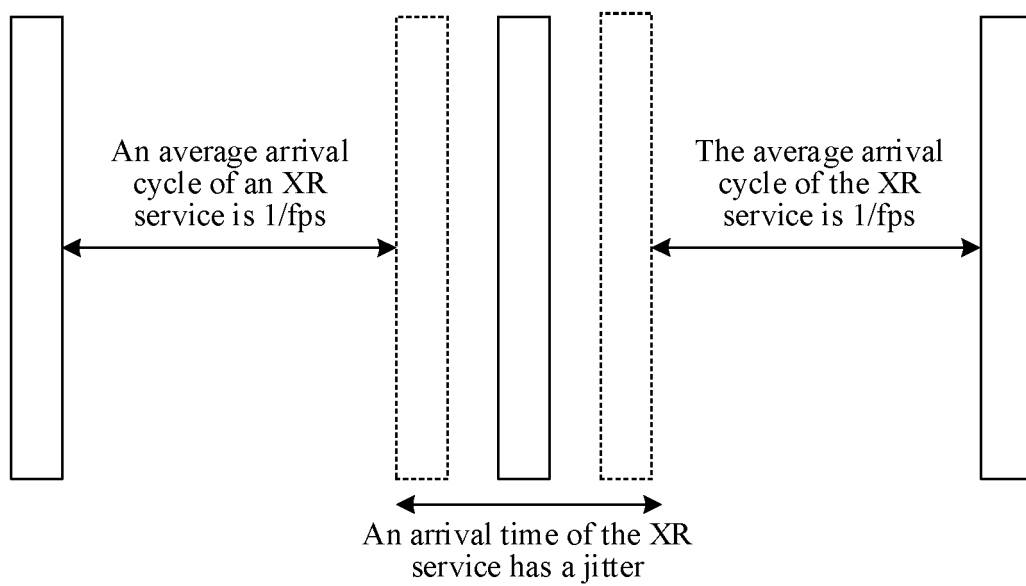 An average arrival
cycle of an XR
service is 1/fps
The average arrival
cycle of the XR
service is 1/fps
An arrival time of the XR
service has a jitter